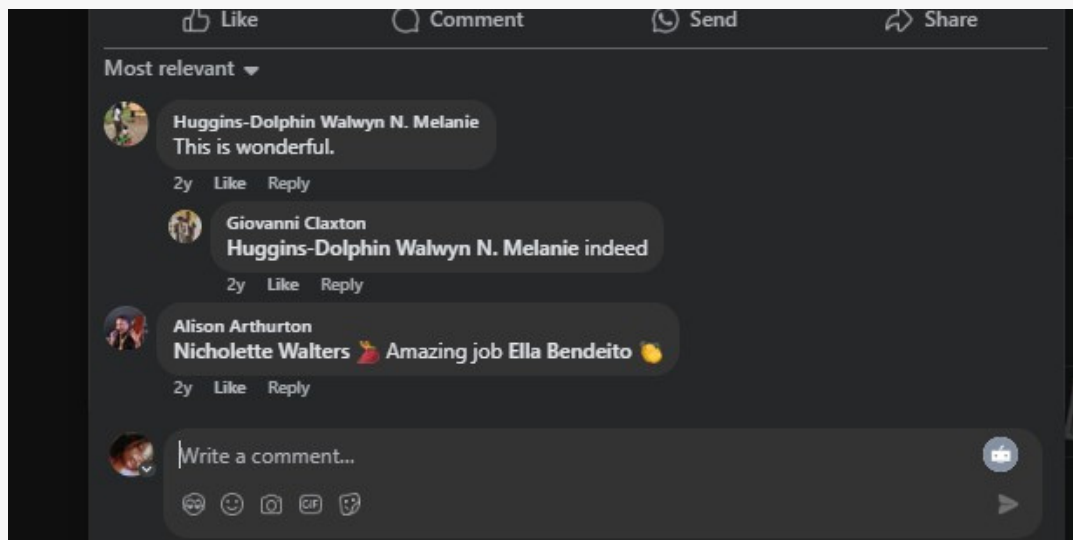 Like Comment Send Share
Most relevant
Huggins-Dolphin Walwyn N. Melanie
This is wonderful.
2y Like Reply
Giovanni Claxton
Huggins-Dolphin Walwyn N. Melanie indeed
2y Like Reply
Alison Arthurton
Nicholette Walters 💃 Amazing job Ella Bendeito 👏
2y Like Reply
Write a comment...
GIF